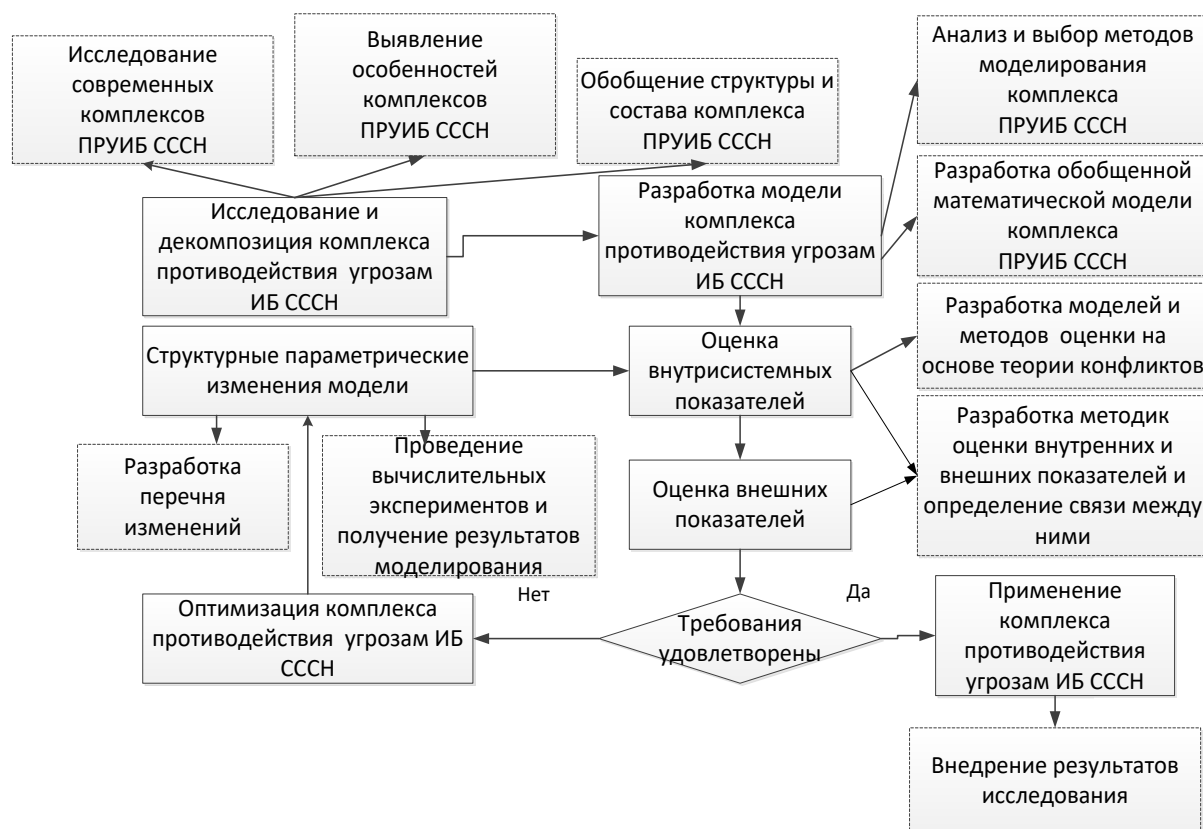 Исследование
современных
комплексов
ПРУИБ СССН
Выявление
особенностей
комплексов
ПРУИБ СССН
Обобщение структуры и
состава комплекса
ПРУИБ СССН
Анализ и выбор методов
моделирования
комплекса
ПРУИБ СССН
Исследование и
декомпозиция комплекса
противодействия угрозам
ИБ СССН
Разработка модели
комплекса
противодействия угрозам
ИБ СССН
Разработка обобщенной
математической модели
комплекса
ПРУИБ СССН
Структурные параметрические
изменения модели
Оценка
внутрисистемных
показателей
Разработка моделей и
методов оценки на
основе теории конфликтов
Разработка
перечня
изменений
Проведение
вычислительных
экспериментов и
получение результатов
моделирования
Оценка внешних
показателей
Разработка методик
оценки внутренних и
внешних показателей и
определение связи между
ними
Оптимизация комплекса
противодействия угрозам ИБ
СССН
Нет
Требования
удовлетворены
Да
Применение
комплекса
противодействия
угрозам ИБ СССН
Внедрение результатов
исследования